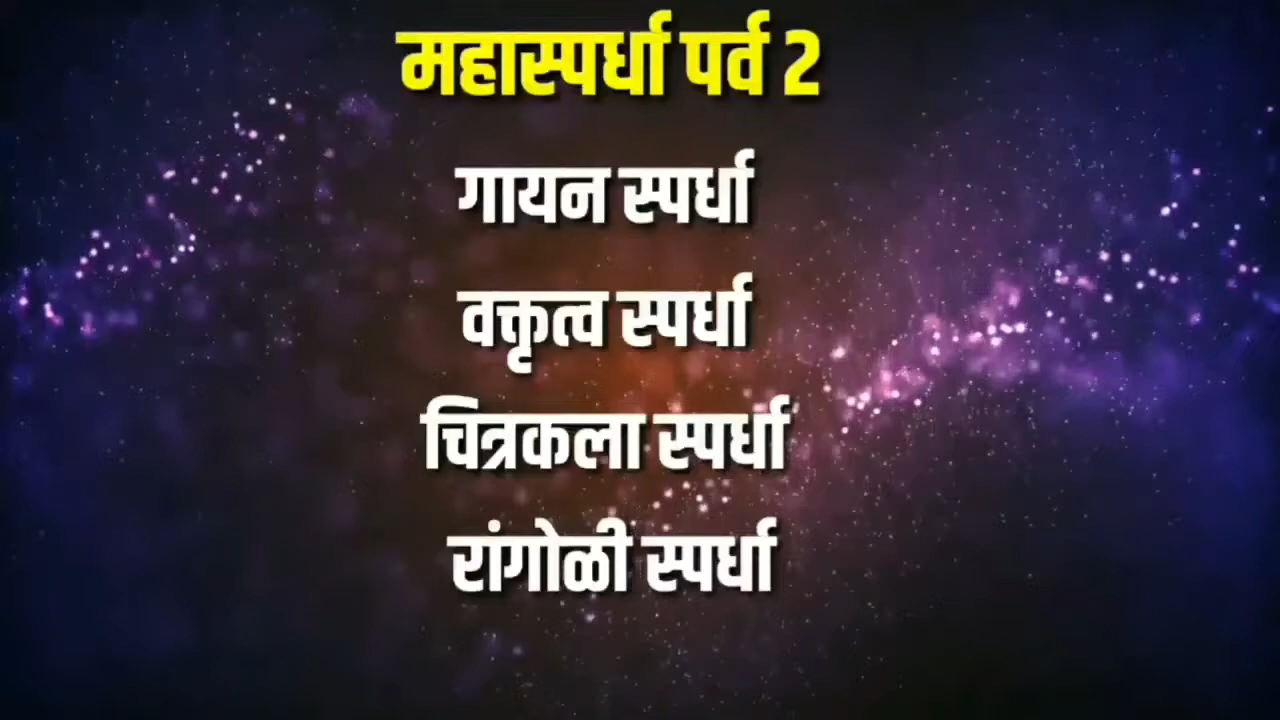 महास्पर्धा पर्व 2
गायन स्पर्धा
वक्तृत्व स्पर्धा
चित्रकला स्पर्धा
रांगोळी स्पर्धा